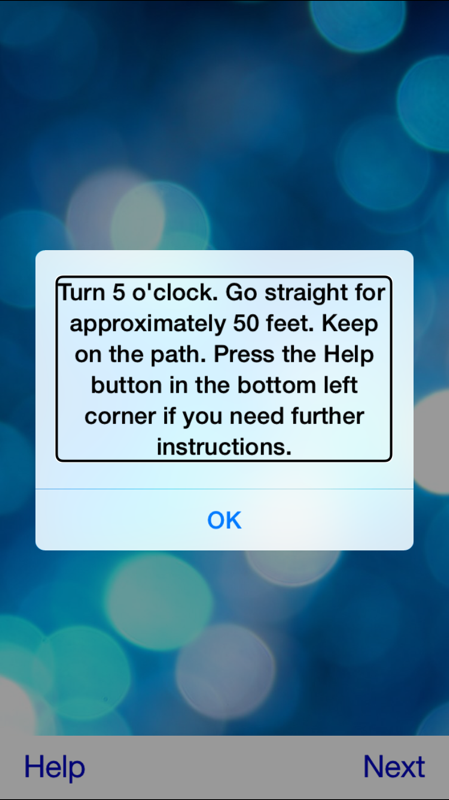 Turn 5 o'clock. Go straight for
approximately 50 feet. Keep
on the path. Press the Help
button in the bottom left
corner if you need further
instructions.
OK
Help
Next